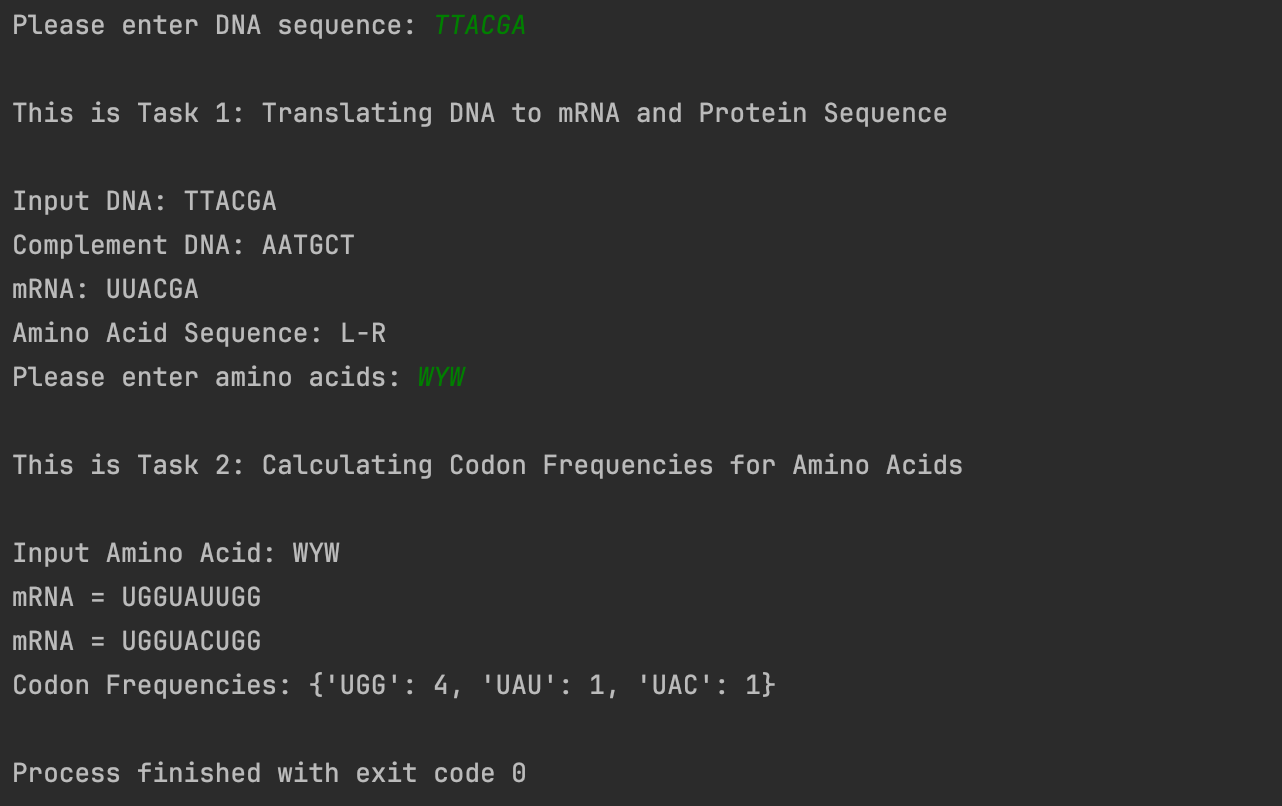 Please enter DNA sequence: TTACGA
This is Task 1: Translating DNA to mRNA and Protein Sequence
Input DNA: TTACGA
Complement DNA: AATGCT
mRNA: UUACGA
Amino Acid Sequence: L-R
Please enter amino acids: WYW
This is Task 2: Calculating Codon Frequencies for Amino Acids
Input Amino Acid: WYW
mRNA = UGGUAUUGG
mRNA = UGGUACUGG
Codon Frequencies: {'UGG': 4, 'UAU': 1, 'UAC': 1}
Process finished with exit code 0